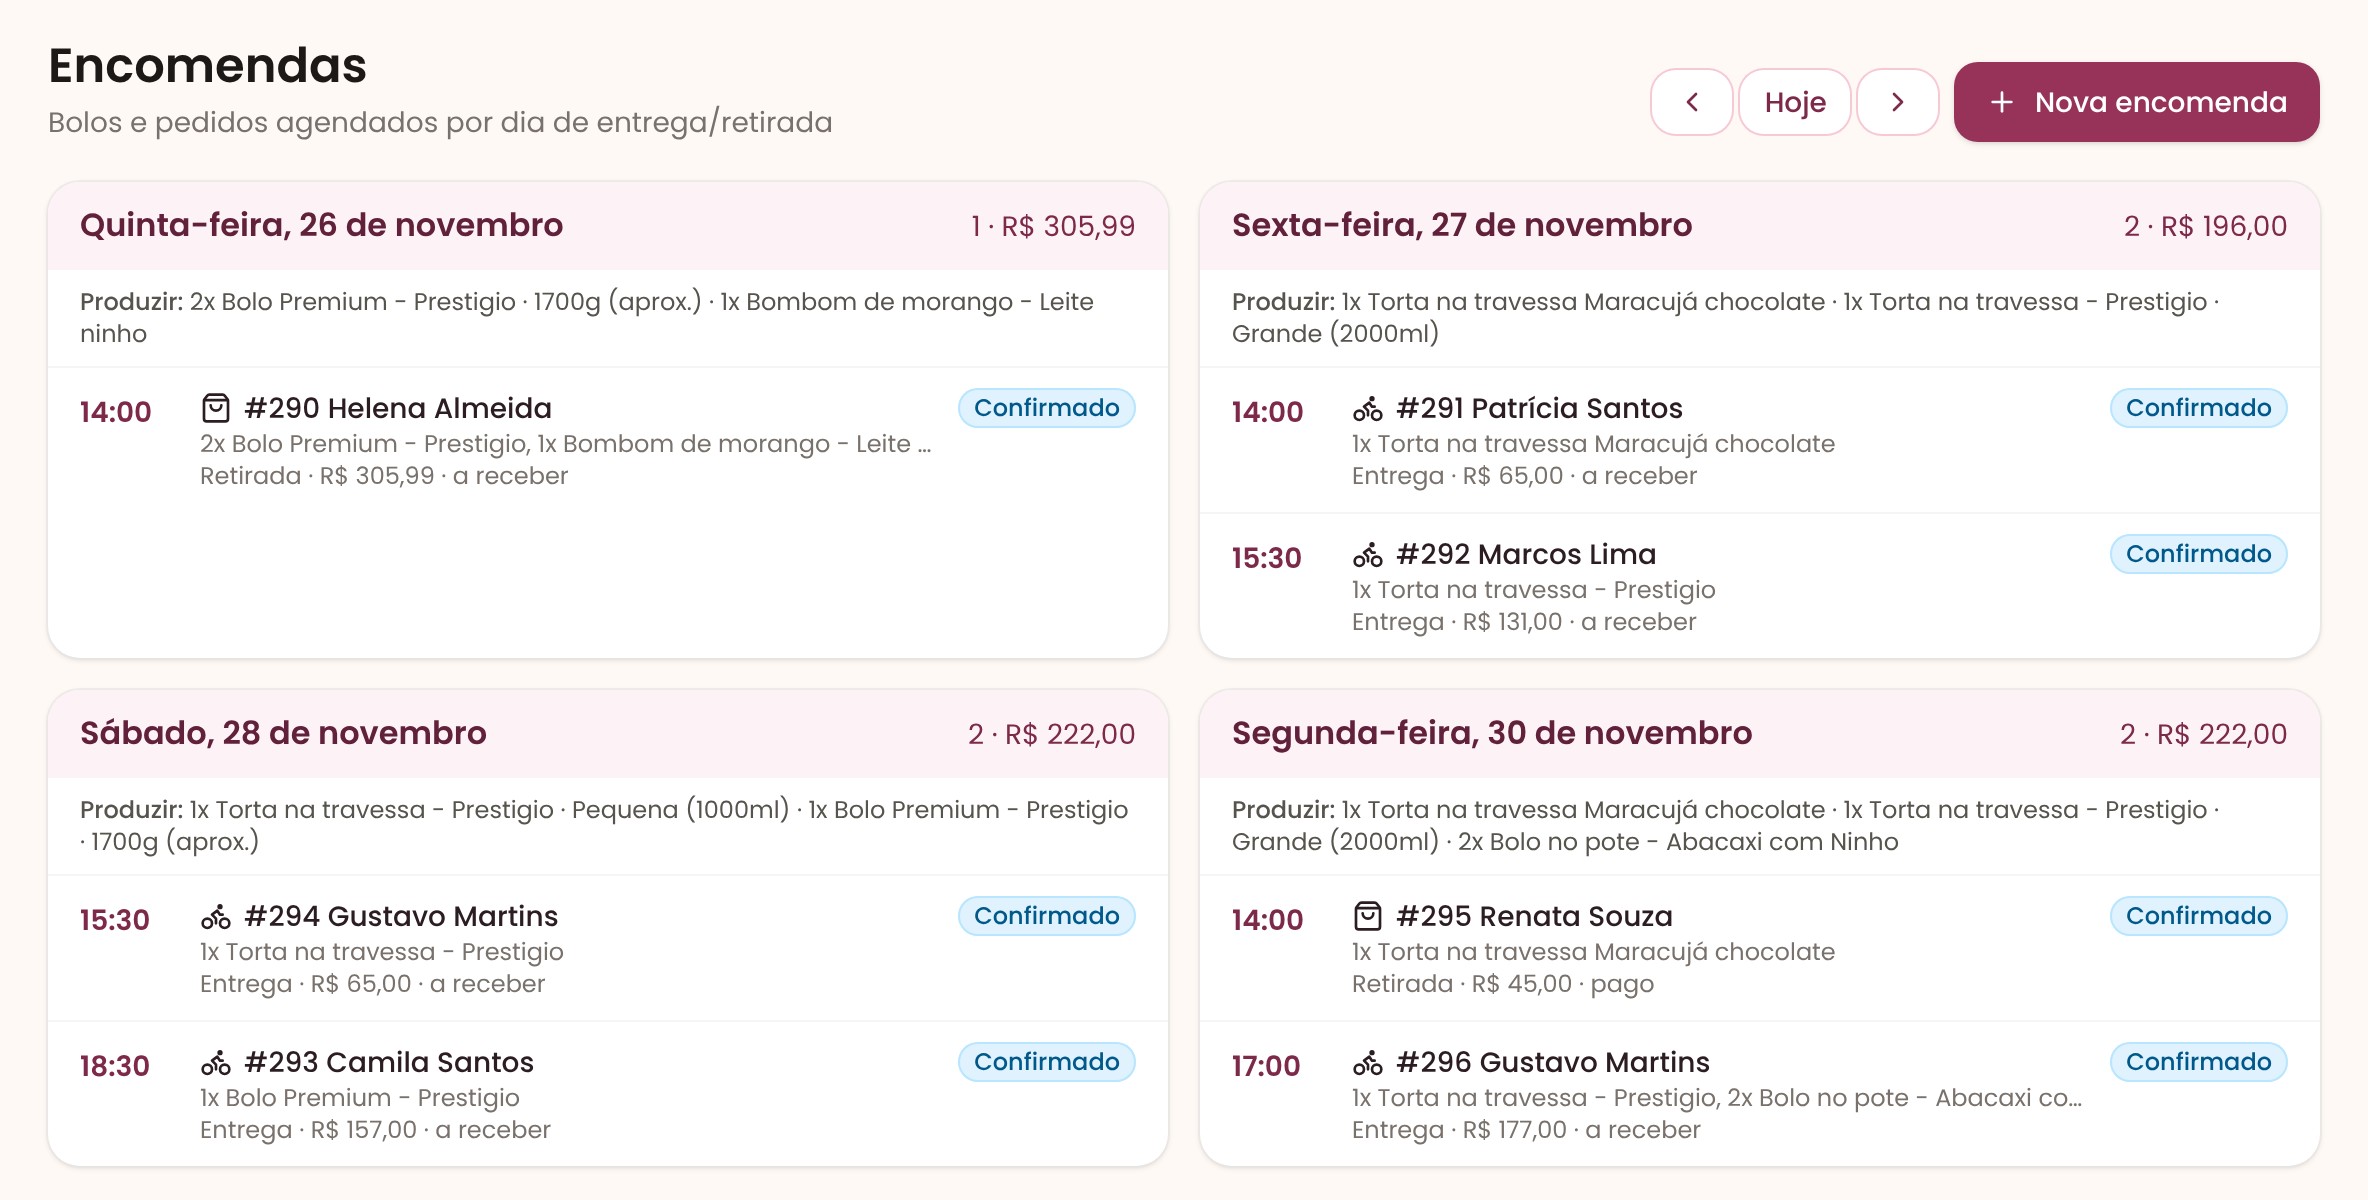 Encomendas
Bolos e pedidos agendados por dia de entrega/retirada
Hoje
+ Nova encomenda
Quinta-feira, 26 de novembro
1 · R$ 305,99
Produzir: 2x Bolo Premium - Prestigio · 1700g (aprox.) · 1x Bombom de morango - Leite
ninho
14:00
#290 Helena Almeida
Confirmado
2x Bolo Premium - Prestigio, 1x Bombom de morango - Leite ...
Retirada · R$ 305,99 · a receber
Sexta-feira, 27 de novembro
2 · R$ 196,00
Produzir: 1x Torta na travessa Maracujá chocolate · 1x Torta na travessa - Prestigio ·
Grande (2000ml)
14:00
#291 Patrícia Santos
Confirmado
1x Torta na travessa Maracujá chocolate
Entrega · R$ 65,00 · a receber
15:30
#292 Marcos Lima
Confirmado
1x Torta na travessa - Prestigio
Entrega · R$ 131,00 · a receber
Sábado, 28 de novembro
2 · R$ 222,00
Produzir: 1x Torta na travessa - Prestigio · Pequena (1000ml) · 1x Bolo Premium - Prestigio
· 1700g (aprox.)
15:30
#294 Gustavo Martins
Confirmado
1x Torta na travessa - Prestigio
Entrega · R$ 65,00 · a receber
18:30
#293 Camila Santos
Confirmado
1x Bolo Premium - Prestigio
Entrega · R$ 157,00 · a receber
Segunda-feira, 30 de novembro
2 · R$ 222,00
Produzir: 1x Torta na travessa Maracujá chocolate · 1x Torta na travessa - Prestigio ·
Grande (2000ml) · 2x Bolo no pote - Abacaxi com Ninho
14:00
#295 Renata Souza
Confirmado
1x Torta na travessa Maracujá chocolate
Retirada · R$ 45,00 · pago
17:00
#296 Gustavo Martins
Confirmado
1x Torta na travessa - Prestigio, 2x Bolo no pote - Abacaxi co...
Entrega · R$ 177,00 · a receber